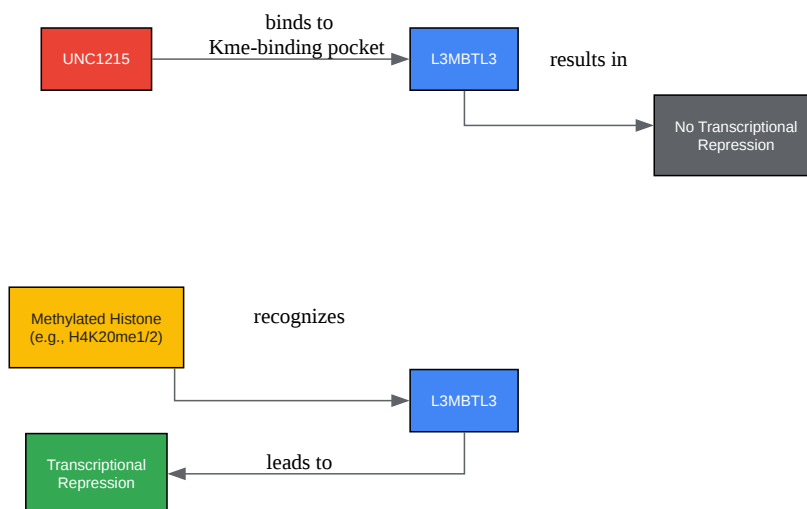 binds to
Kme-binding pocket
UNC1215
L3MBTL3
results in
No Transcriptional
Repression
Methylated Histone
(e.g., H4K20me1/2)
recognizes
L3MBTL3
Transcriptional
Repression
leads to